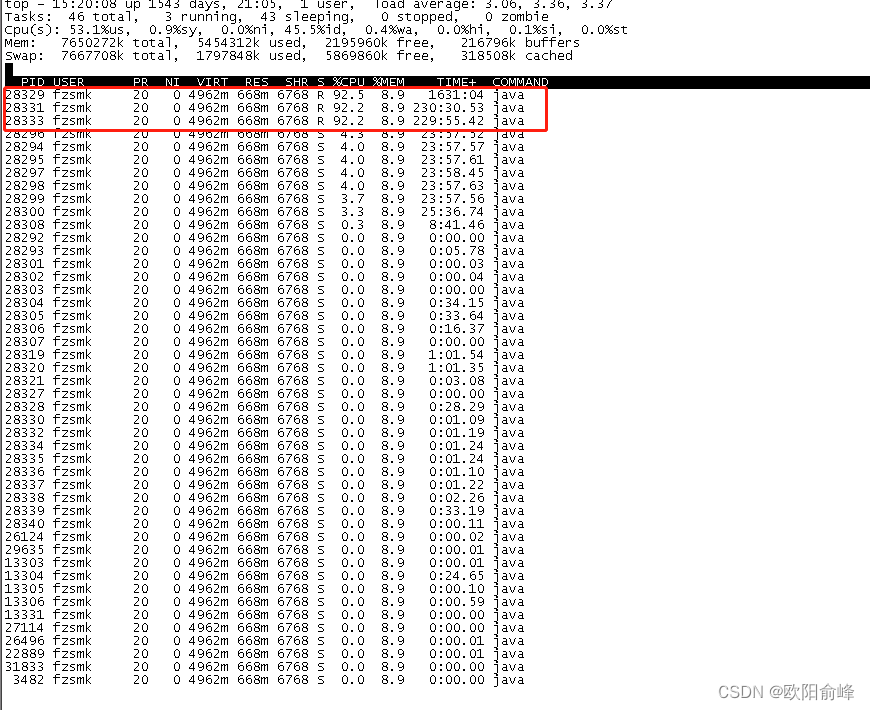 top - 15:20:08 up 1543 days, 21:05,  1 user,  load average: 3.06, 3.36, 3.37
Tasks:  46 total,   3 running,  43 sleeping,   0 stopped,   0 zombie
Cpu(s): 53.1%us,  0.9%sy,  0.0%ni, 45.5%id,  0.4%wa,  0.0%hi,  0.1%si,  0.0%st
Mem:   7650272k total,  5454312k used,  2195960k free,   216796k buffers
Swap:  7667708k total,  1797848k used,  5869860k free,   318508k cached
PID USER PR NI VIRT RES SHR S %CPU %MEM TIME+ COMMAND
28329 fzsmk 20 0 4962m 668m 6768 R 92.5 8.9 1631:04 java
28331 fzsmk 20 0 4962m 668m 6768 R 92.2 8.9 230:30.53 java
28333 fzsmk 20 0 4962m 668m 6768 R 92.2 8.9 229:55.42 java
28296 fzsmk 20 0 4962m 668m 6768 S 4.3 8.9 23:57.52 java
28294 fzsmk 20 0 4962m 668m 6768 S 4.0 8.9 23:57.57 java
28295 fzsmk 20 0 4962m 668m 6768 S 4.0 8.9 23:57.61 java
28297 fzsmk 20 0 4962m 668m 6768 S 4.0 8.9 23:58.45 java
28298 fzsmk 20 0 4962m 668m 6768 S 4.0 8.9 23:57.63 java
28299 fzsmk 20 0 4962m 668m 6768 S 3.7 8.9 23:57.56 java
28300 fzsmk 20 0 4962m 668m 6768 S 3.3 8.9 25:36.74 java
28308 fzsmk 20 0 4962m 668m 6768 S 0.3 8.9 8:41.46 java
28292 fzsmk 20 0 4962m 668m 6768 S 0.0 8.9 0:00.00 java
28293 fzsmk 20 0 4962m 668m 6768 S 0.0 8.9 0:05.78 java
28301 fzsmk 20 0 4962m 668m 6768 S 0.0 8.9 0:00.03 java
28302 fzsmk 20 0 4962m 668m 6768 S 0.0 8.9 0:00.04 java
28303 fzsmk 20 0 4962m 668m 6768 S 0.0 8.9 0:00.00 java
28304 fzsmk 20 0 4962m 668m 6768 S 0.0 8.9 0:34.15 java
28305 fzsmk 20 0 4962m 668m 6768 S 0.0 8.9 0:33.64 java
28306 fzsmk 20 0 4962m 668m 6768 S 0.0 8.9 0:16.37 java
28307 fzsmk 20 0 4962m 668m 6768 S 0.0 8.9 0:00.00 java
28319 fzsmk 20 0 4962m 668m 6768 S 0.0 8.9 1:01.54 java
28320 fzsmk 20 0 4962m 668m 6768 S 0.0 8.9 1:01.35 java
28321 fzsmk 20 0 4962m 668m 6768 S 0.0 8.9 0:03.08 java
28327 fzsmk 20 0 4962m 668m 6768 S 0.0 8.9 0:00.00 java
28328 fzsmk 20 0 4962m 668m 6768 S 0.0 8.9 0:28.29 java
28330 fzsmk 20 0 4962m 668m 6768 S 0.0 8.9 0:01.09 java
28332 fzsmk 20 0 4962m 668m 6768 S 0.0 8.9 0:01.19 java
28334 fzsmk 20 0 4962m 668m 6768 S 0.0 8.9 0:01.24 java
28335 fzsmk 20 0 4962m 668m 6768 S 0.0 8.9 0:01.24 java
28336 fzsmk 20 0 4962m 668m 6768 S 0.0 8.9 0:01.10 java
28337 fzsmk 20 0 4962m 668m 6768 S 0.0 8.9 0:01.22 java
28338 fzsmk 20 0 4962m 668m 6768 S 0.0 8.9 0:02.26 java
28339 fzsmk 20 0 4962m 668m 6768 S 0.0 8.9 0:33.19 java
28340 fzsmk 20 0 4962m 668m 6768 S 0.0 8.9 0:00.11 java
26124 fzsmk 20 0 4962m 668m 6768 S 0.0 8.9 0:00.02 java
29635 fzsmk 20 0 4962m 668m 6768 S 0.0 8.9 0:00.01 java
13303 fzsmk 20 0 4962m 668m 6768 S 0.0 8.9 0:00.01 java
13304 fzsmk 20 0 4962m 668m 6768 S 0.0 8.9 0:24.65 java
13305 fzsmk 20 0 4962m 668m 6768 S 0.0 8.9 0:00.10 java
13306 fzsmk 20 0 4962m 668m 6768 S 0.0 8.9 0:00.59 java
13331 fzsmk 20 0 4962m 668m 6768 S 0.0 8.9 0:00.00 java
27114 fzsmk 20 0 4962m 668m 6768 S 0.0 8.9 0:00.00 java
26496 fzsmk 20 0 4962m 668m 6768 S 0.0 8.9 0:00.01 java
22889 fzsmk 20 0 4962m 668m 6768 S 0.0 8.9 0:00.01 java
31833 fzsmk 20 0 4962m 668m 6768 S 0.0 8.9 0:00.00 java
3482 fzsmk 20 0 4962m 668m 6768 S 0.0 8.9 0:00.00 java
CSDN @欧阳俞峰